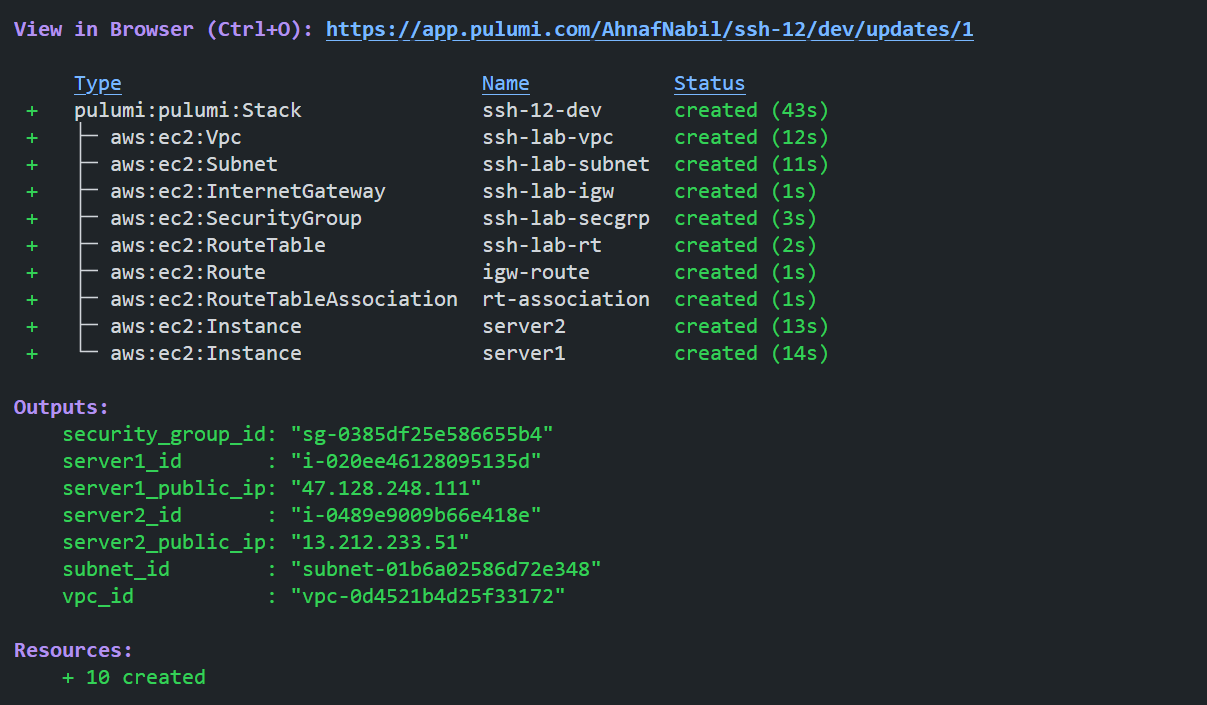 View in Browser (Ctrl+O): https://app.pulumi.com/AhnafNabil/ssh-12/dev/updates/1
Type Name Status
+ pulumi:pulumi:Stack ssh-12-dev created (43s)
+ ├─ aws:ec2:Vpc ssh-lab-vpc created (12s)
+ ├─ aws:ec2:Subnet ssh-lab-subnet created (11s)
+ ├─ aws:ec2:InternetGateway ssh-lab-igw created (1s)
+ ├─ aws:ec2:SecurityGroup ssh-lab-secgrp created (3s)
+ ├─ aws:ec2:RouteTable ssh-lab-rt created (2s)
+ ├─ aws:ec2:Route igw-route created (1s)
+ ├─ aws:ec2:RouteTableAssociation rt-association created (1s)
+ ├─ aws:ec2:Instance server2 created (13s)
+ └─ aws:ec2:Instance server1 created (14s)
Outputs:
security_group_id: "sg-0385df25e586655b4"
server1_id : "i-020ee46128095135d"
server1_public_ip: "47.128.248.111"
server2_id : "i-0489e9009b66e418e"
server2_public_ip: "13.212.233.51"
subnet_id : "subnet-01b6a02586d72e348"
vpc_id : "vpc-0d4521b4d25f33172"
Resources:
+ 10 created